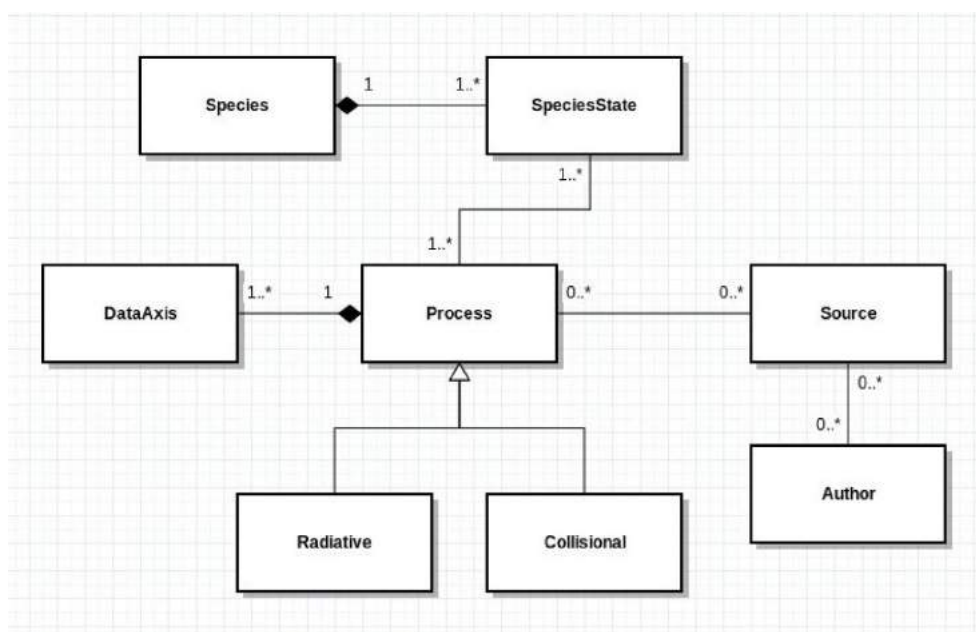 Species
1
1..*
SpeciesState
1..*
1..*
DataAxis
1..*
1
Process
0..*
0..*
Source
0..*
0..*
Author
Radiative
Collisional